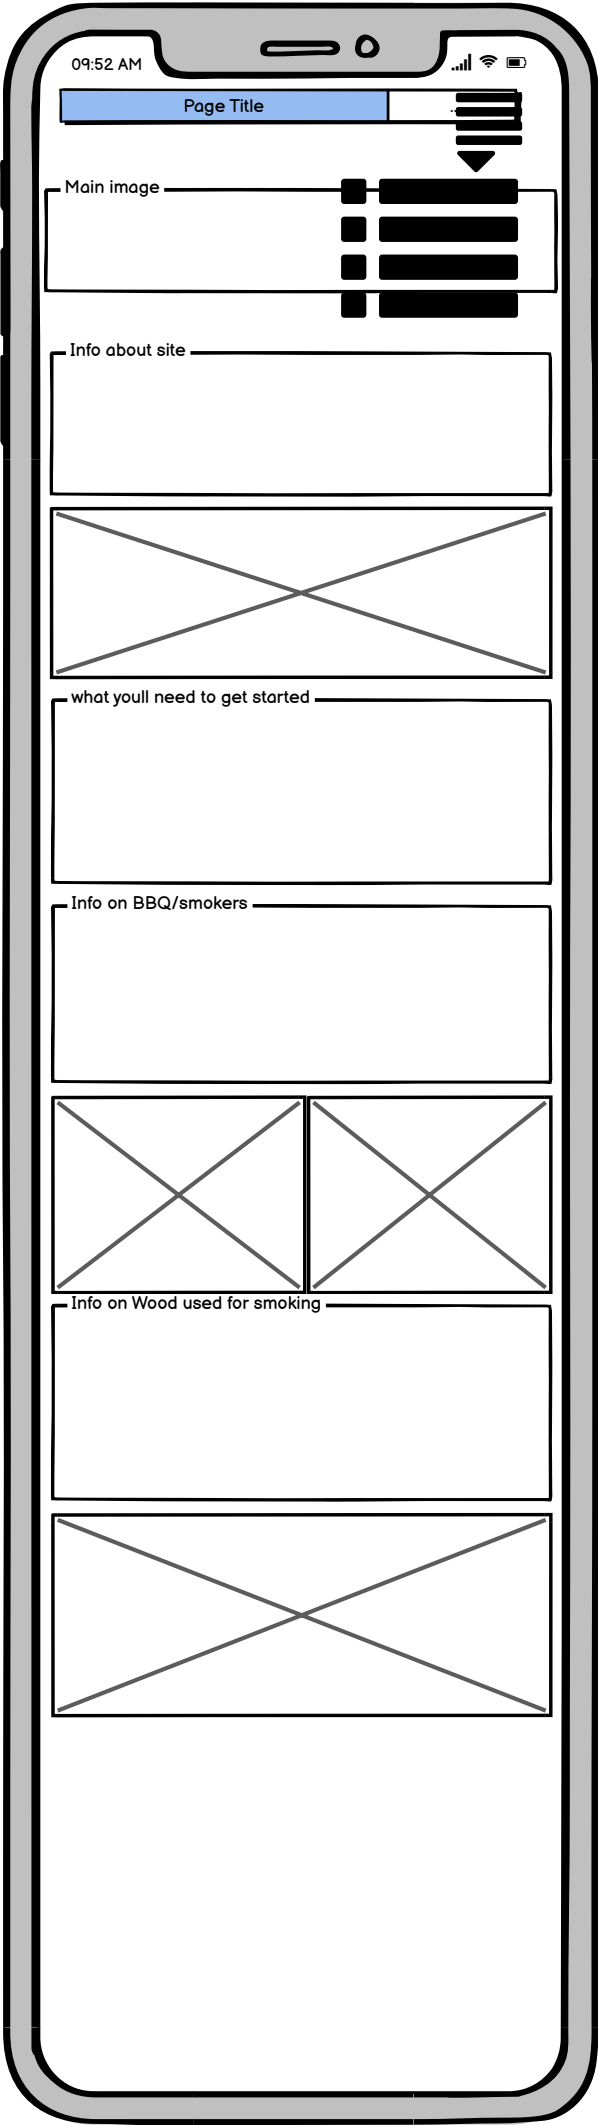 09:52 AM
Page Title
Main image
Info about site
what youll need to get started
Info on BBQ/smokers
Info on Wood used for smoking